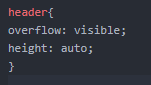 header{
overflow: visible;
height: auto;
}